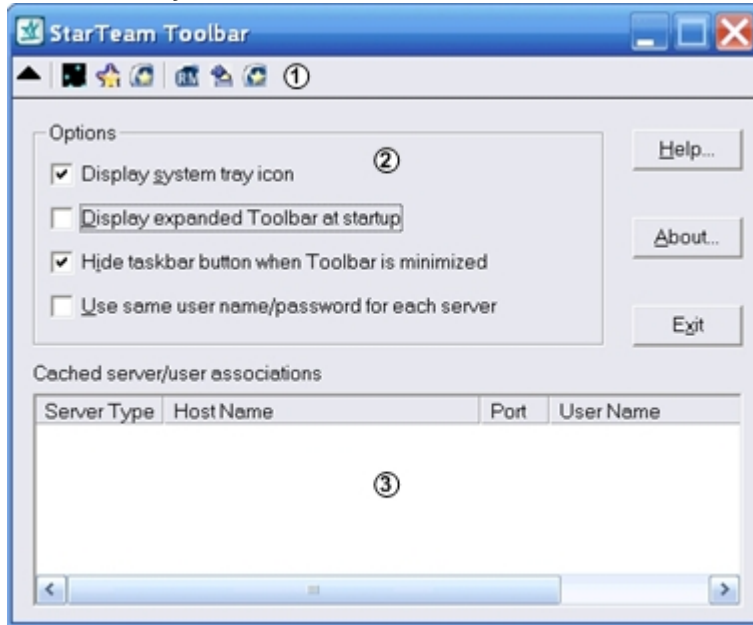 StarTeam Toolbar
RM ①
Options
②
Display system tray icon
Display expanded Toolbar at startup
Hide taskbar button when Toolbar is minimized
Use same user name/password for each server
Help...
About...
Exit
Cached server/user associations
Server Type Host Name Port User Name
③